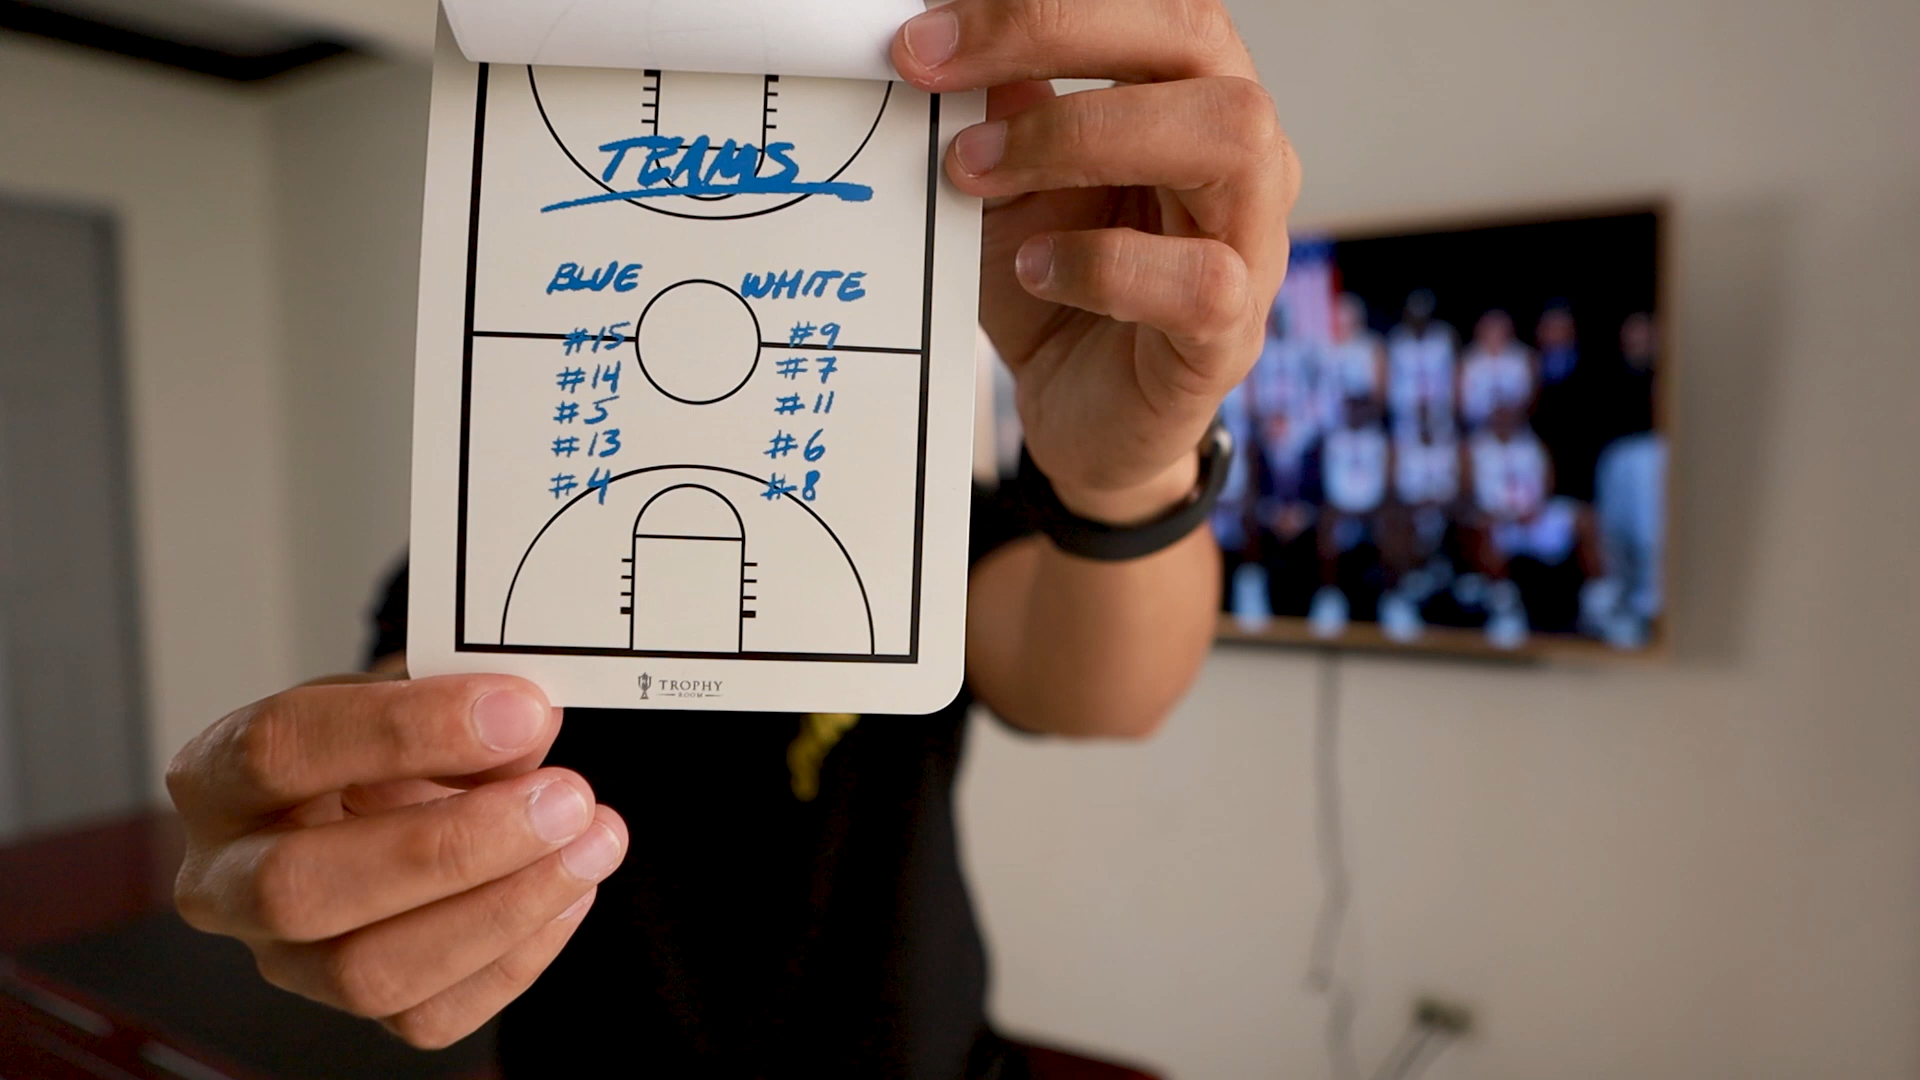 TEAMS
BLUE WHITE
#15 #9
#14 #7
#5 #11
#13 #6
#4 #8
TROPHY
ROOM